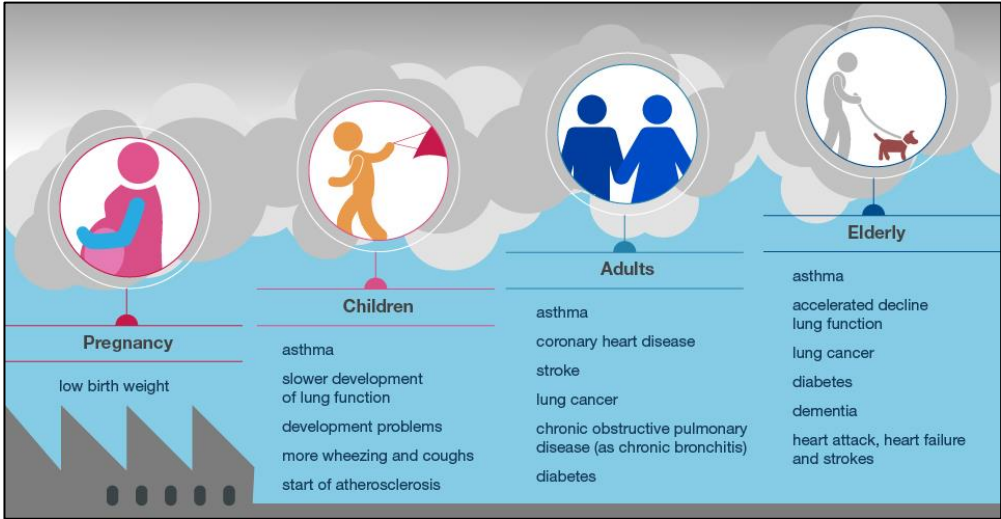 Pregnancy
low birth weight
Children
asthma
slower development
of lung function
development problems
more wheezing and coughs
start of atherosclerosis
Adults
asthma
coronary heart disease
stroke
lung cancer
chronic obstructive pulmonary
disease (as chronic bronchitis)
diabetes
Elderly
asthma
accelerated decline
lung function
lung cancer
diabetes
dementia
heart attack, heart failure
and strokes